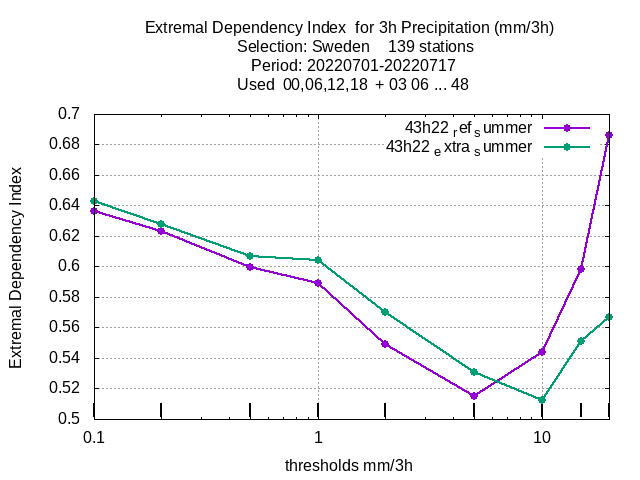 Extremal Dependency Index  for 3h Precipitation (mm/3h)
Selection: Sweden    139 stations
Period: 20220701-20220717
Used  00,06,12,18  + 03 06 ... 48
43h22 ref summer
43h22 extra summer
Extremal Dependency Index
0.7
0.68
0.66
0.64
0.62
0.6
0.58
0.56
0.54
0.52
0.5
0.1 1 10
thresholds mm/3h